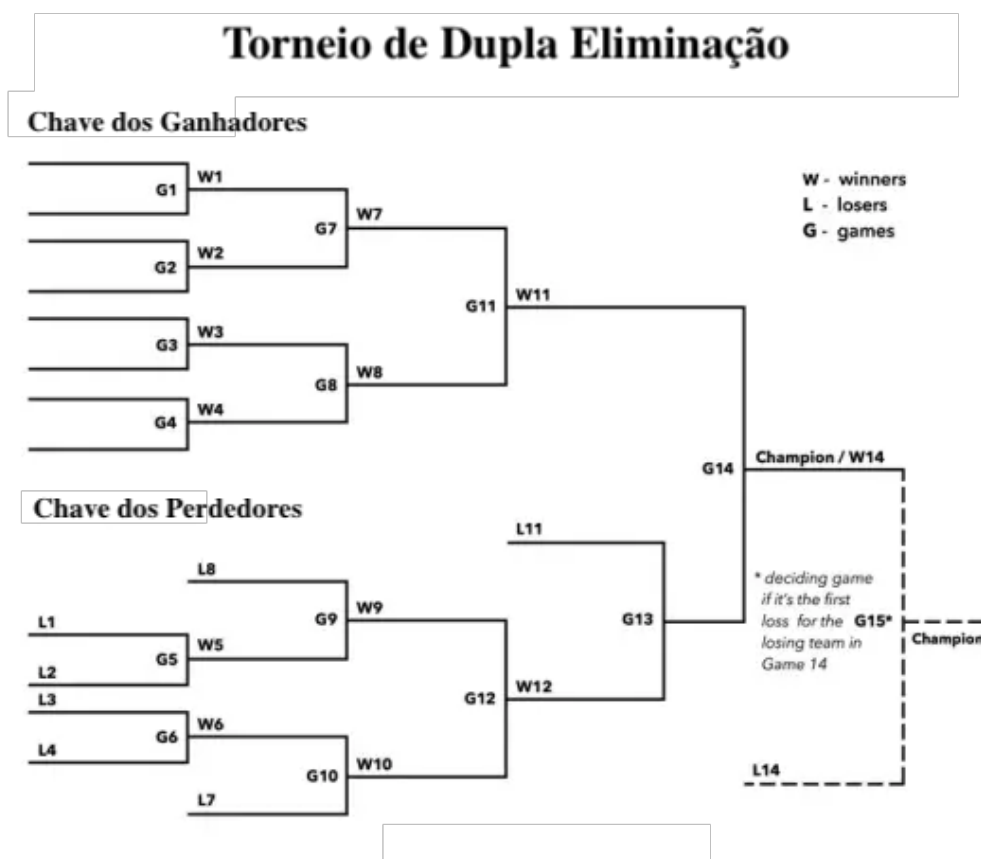 Torneio de Dupla Eliminação
Chave dos Ganhadores
G1
W1
G2
W2
G3
W3
G4
W4
G7
W7
G8
W8
G11
W11
W - winners
L - losers
G - games
G14
Champion / W14
Chave dos Perdedores
L8
L1
L2
G5
W5
L3
L4
G6
W6
L7
G9
W9
G10
W10
G12
W12
L11
G13
* deciding game
if it's the first
loss for the
losing team in
Game 14
G15*
Champion
L14